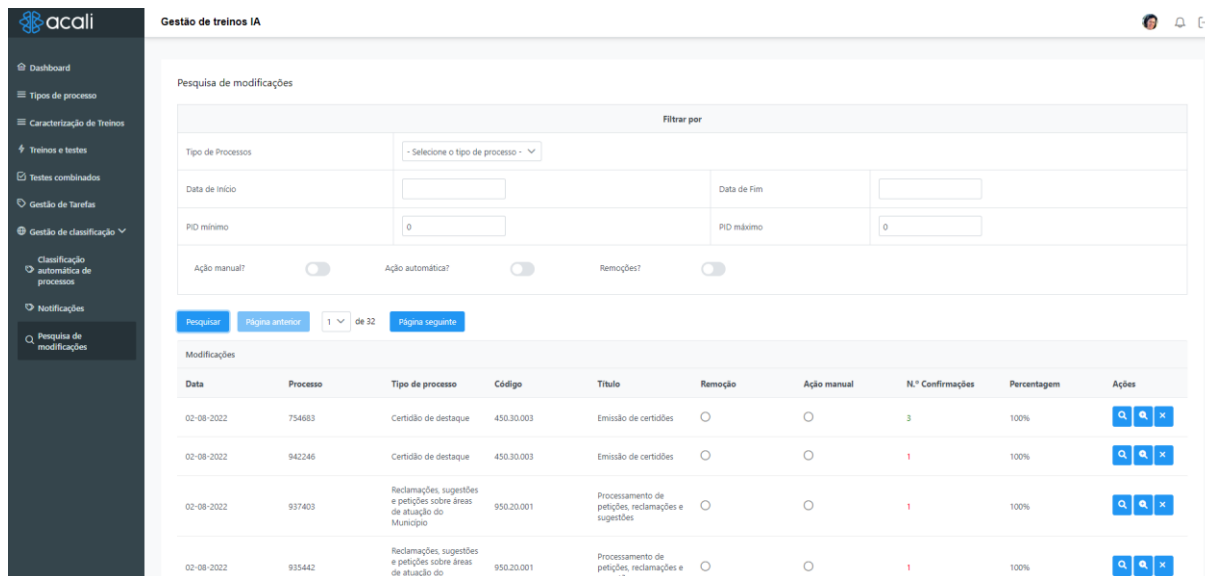 acali
Gestão de treinos IA
Dashboard
Tipos de processo
Caracterização de Treinos
Treinos e testes
Testes combinados
Gestão de Tarefas
Gestão de classificação
Classificação
automática de
processos
Notificações
Pesquisa de
modificações
Pesquisa de modificações
Filtrar por
Tipo de Processos - Selecione o tipo de processo -
Data de Início Data de Fim
PID mínimo 0 PID máximo 0
Ação manual? Ação automática? Remoções?
Pesquisar Página anterior 1 de 32 Página seguinte
Modificações
Data Processo Tipo de processo Código Título Remoção Ação manual N.º Confirmações Percentagem Ações
02-08-2022 754683 Certidão de destaque 450.30.003 Emissão de certidões 3 100%
02-08-2022 942246 Certidão de destaque 450.30.003 Emissão de certidões 1 100%
02-08-2022 937403 Reclamações, sugestões
e petições sobre áreas
de atuação do
Município 950.20.001 Processamento de
petições, reclamações e
sugestões 1 100%
02-08-2022 935442 Reclamações, sugestões
e petições sobre áreas
de atuação do 950.20.001 Processamento de
petições, reclamações e 1 100%